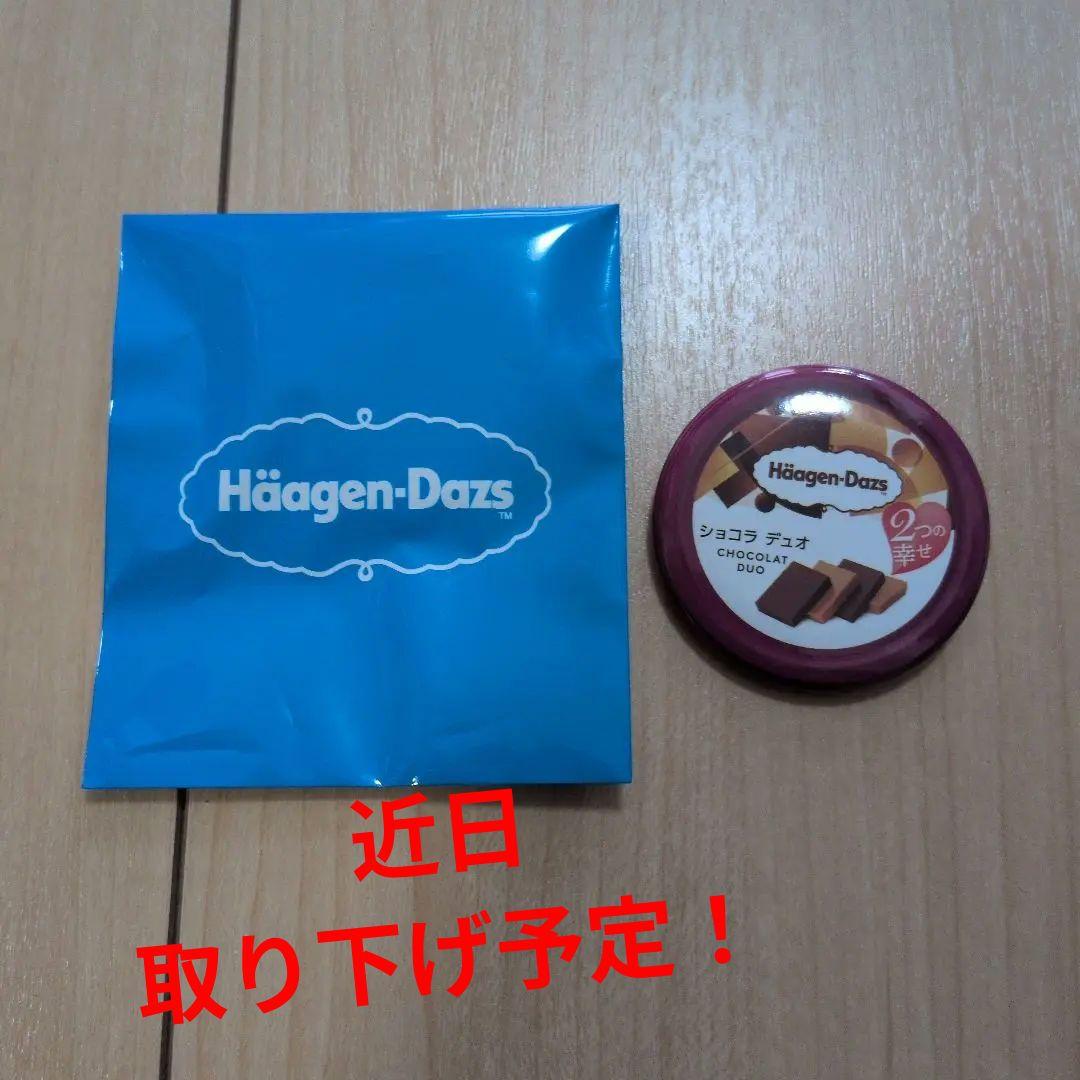 Häagen-Dazs
TM
Häagen-Dazs
ショコラ デュオ
CHOCOLAT
DUO
2つの
幸せ
近日
取り下げ予定！